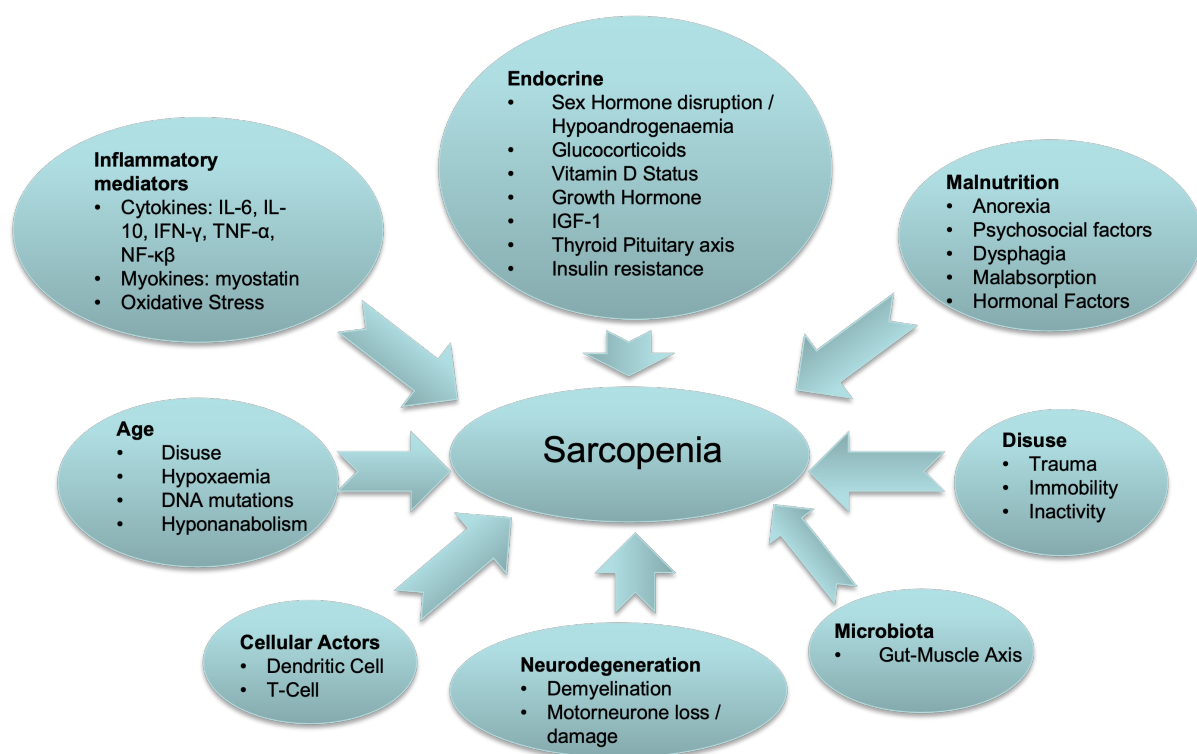 Endocrine
• Sex Hormone disruption /
Hypoandrogenaemia
• Glucocorticoids
• Vitamin D Status
• Growth Hormone
• IGF-1
• Thyroid Pituitary axis
• Insulin resistance
Inflammatory
mediators
• Cytokines: IL-6, IL-
10, IFN-γ, TNF-α,
NF-κβ
• Myokines: myostatin
• Oxidative Stress
Malnutrition
• Anorexia
• Psychosocial factors
• Dysphagia
• Malabsorption
• Hormonal Factors
Age
• Disuse
• Hypoxaemia
• DNA mutations
• Hyponanabolism
Sarcopenia
Disuse
• Trauma
• Immobility
• Inactivity
Cellular Actors
• Dendritic Cell
• T-Cell
Neurodegeneration
• Demyelination
• Motorneurone loss /
damage
Microbiota
• Gut-Muscle Axis